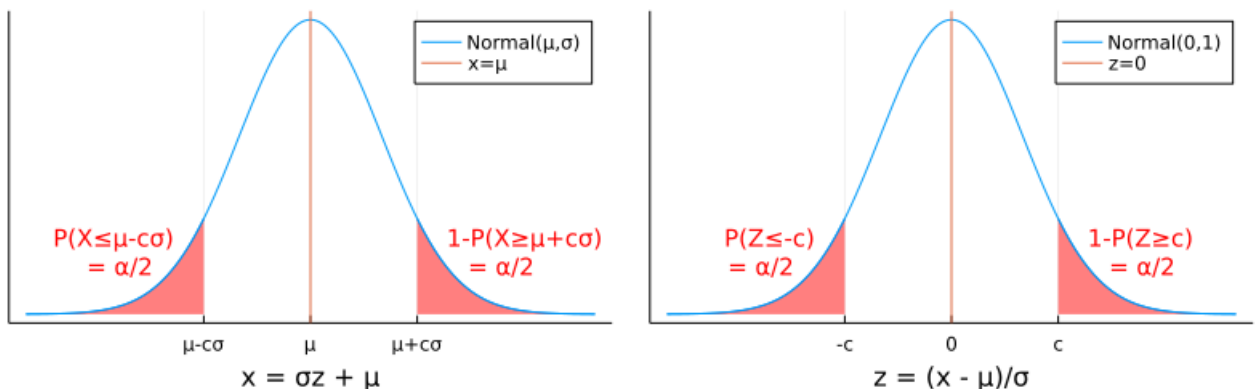 Normal(μ,σ)
x=μ
P(X≤μ-cσ)
= α/2
1-P(X≥μ+cσ)
= α/2
μ-cσ
μ
μ+cσ
x = σz + μ
Normal(0,1)
z=0
P(Z≤-c)
= α/2
1-P(Z≥c)
= α/2
-c
0
c
z = (x - μ)/σ